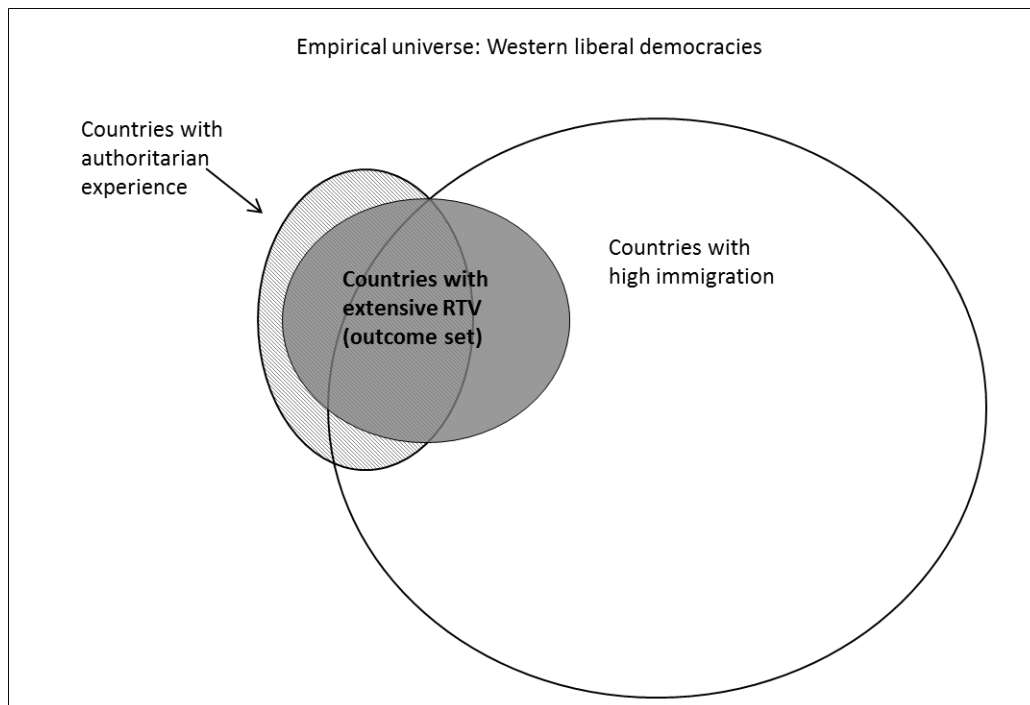 Empirical universe: Western liberal democracies
Countries with
authoritarian
experience
Countries with
high immigration
Countries with
extensive RTV
(outcome set)